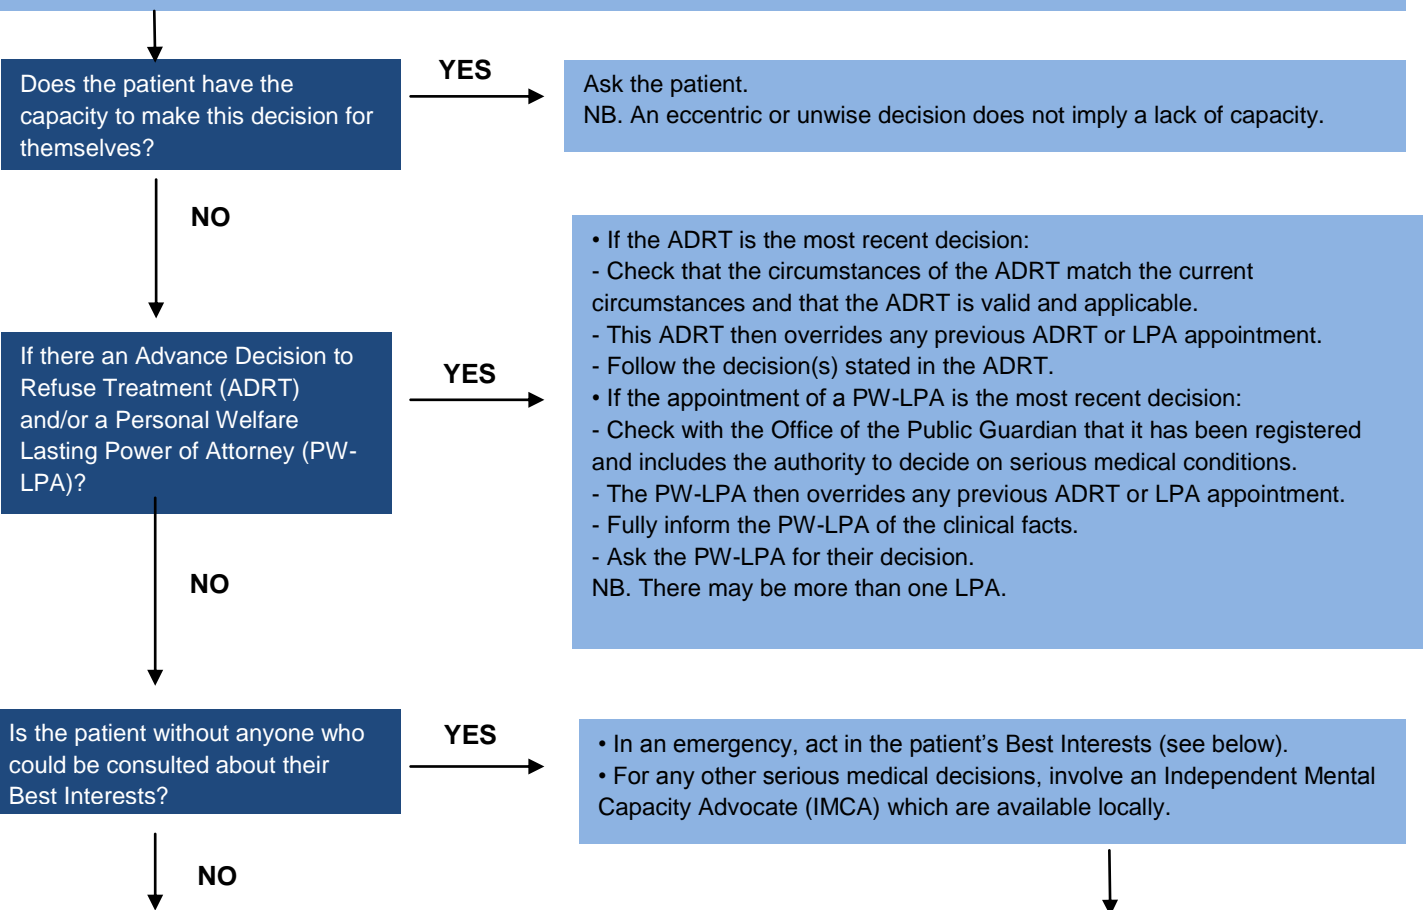 Does the patient have the
capacity to make this decision for
themselves?
YES
Ask the patient.
NB. An eccentric or unwise decision does not imply a lack of capacity.
NO
If there an Advance Decision to
Refuse Treatment (ADRT)
and/or a Personal Welfare
Lasting Power of Attorney (PW-
LPA)?
YES
• If the ADRT is the most recent decision:
- Check that the circumstances of the ADRT match the current
circumstances and that the ADRT is valid and applicable.
- This ADRT then overrides any previous ADRT or LPA appointment.
- Follow the decision(s) stated in the ADRT.
• If the appointment of a PW-LPA is the most recent decision:
- Check with the Office of the Public Guardian that it has been registered
and includes the authority to decide on serious medical conditions.
- The PW-LPA then overrides any previous ADRT or LPA appointment.
- Fully inform the PW-LPA of the clinical facts.
- Ask the PW-LPA for their decision.
NB. There may be more than one LPA.
NO
Is the patient without anyone who
could be consulted about their
Best Interests?
YES
• In an emergency, act in the patient’s Best Interests (see below).
• For any other serious medical decisions, involve an Independent Mental
Capacity Advocate (IMCA) which are available locally.
NO